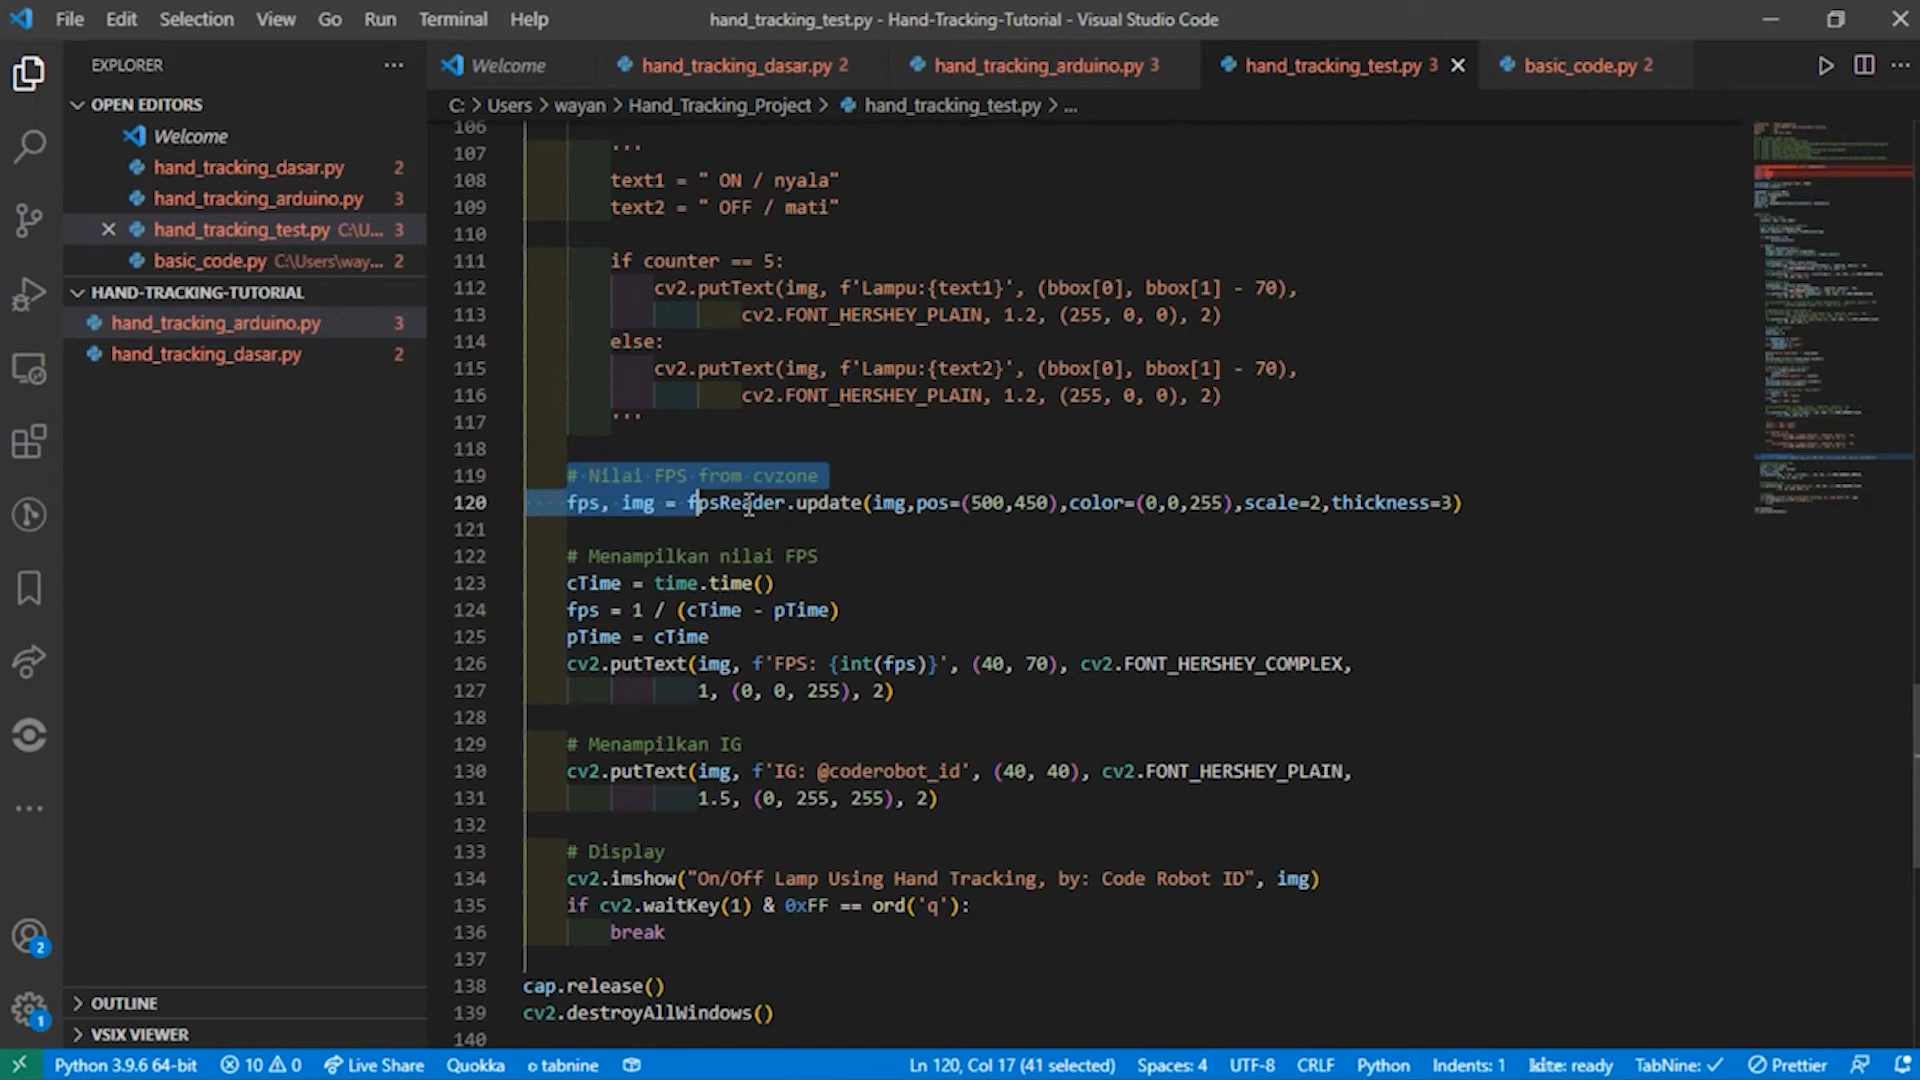 File Edit Selection View Go Run Terminal Help
hand_tracking_test.py - Hand-Tracking-Tutorial - Visual Studio Code
EXPLORER
OPEN EDITORS
Welcome
hand_tracking_dasar.py 2
hand_tracking_arduino.py 3
hand_tracking_test.py C:\U... 3
basic_code.py C:\Users\way... 2
HAND-TRACKING-TUTORIAL
hand_tracking_arduino.py 3
hand_tracking_dasar.py 2
OUTLINE
VSIX VIEWER
2
1
Welcome hand_tracking_dasar.py 2 hand_tracking_arduino.py 3 hand_tracking_test.py 3 basic_code.py 2
C: > Users > wayan > Hand_Tracking_Project > hand_tracking_test.py > ...
106
107 '''
108 text1 = " ON / nyala"
109 text2 = " OFF / mati"
110
111 if counter == 5:
112 cv2.putText(img, f'Lampu:{text1}', (bbox[0], bbox[1] - 70),
113 cv2.FONT_HERSHEY_PLAIN, 1.2, (255, 0, 0), 2)
114 else:
115 cv2.putText(img, f'Lampu:{text2}', (bbox[0], bbox[1] - 70),
116 cv2.FONT_HERSHEY_PLAIN, 1.2, (255, 0, 0), 2)
117 '''
118
119 # Nilai FPS from cvzone
120 fps, img = fpsReader.update(img,pos=(500,450),color=(0,0,255),scale=2,thickness=3)
121
122 # Menampilkan nilai FPS
123 cTime = time.time()
124 fps = 1 / (cTime - pTime)
125 pTime = cTime
126 cv2.putText(img, f'FPS: {int(fps)}', (40, 70), cv2.FONT_HERSHEY_COMPLEX,
127 1, (0, 0, 255), 2)
128
129 # Menampilkan IG
130 cv2.putText(img, f'IG: @coderobot_id', (40, 40), cv2.FONT_HERSHEY_PLAIN,
131 1.5, (0, 255, 255), 2)
132
133 # Display
134 cv2.imshow("On/Off Lamp Using Hand Tracking, by: Code Robot ID", img)
135 if cv2.waitKey(1) & 0xFF == ord('q'):
136 break
137
138 cap.release()
139 cv2.destroyAllWindows()
140
Python 3.9.6 64-bit 10 0 Live Share Quokka tabnine Ln 120, Col 17 (41 selected) Spaces: 4 UTF-8 CRLF Python Indents: 1 kite: ready TabNine: ✓ Prettier